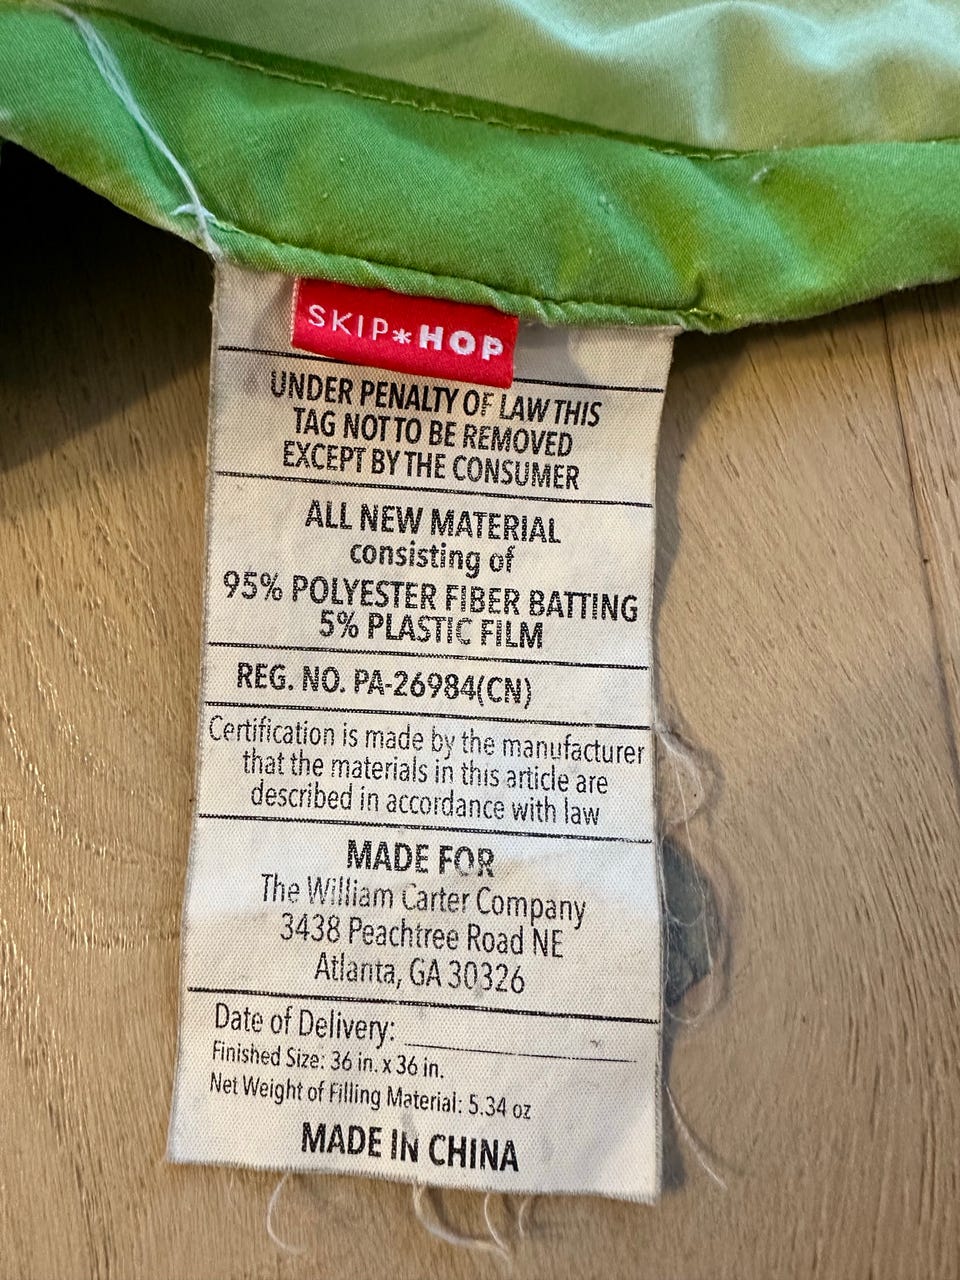 SKIP*HOP
UNDER PENALTY OF LAW THIS
TAG NOT TO BE REMOVED
EXCEPT BY THE CONSUMER
ALL NEW MATERIAL
consisting of
95% POLYESTER FIBER BATTING
5% PLASTIC FILM
REG. NO. PA-26984(CN)
Certification is made by the manufacturer
that the materials in this article are
described in accordance with law
MADE FOR
The William Carter Company
3438 Peachtree Road NE
Atlanta, GA 30326
Date of Delivery:
Finished Size: 36 in. x 36 in.
Net Weight of Filling Material: 5.34 oz
MADE IN CHINA